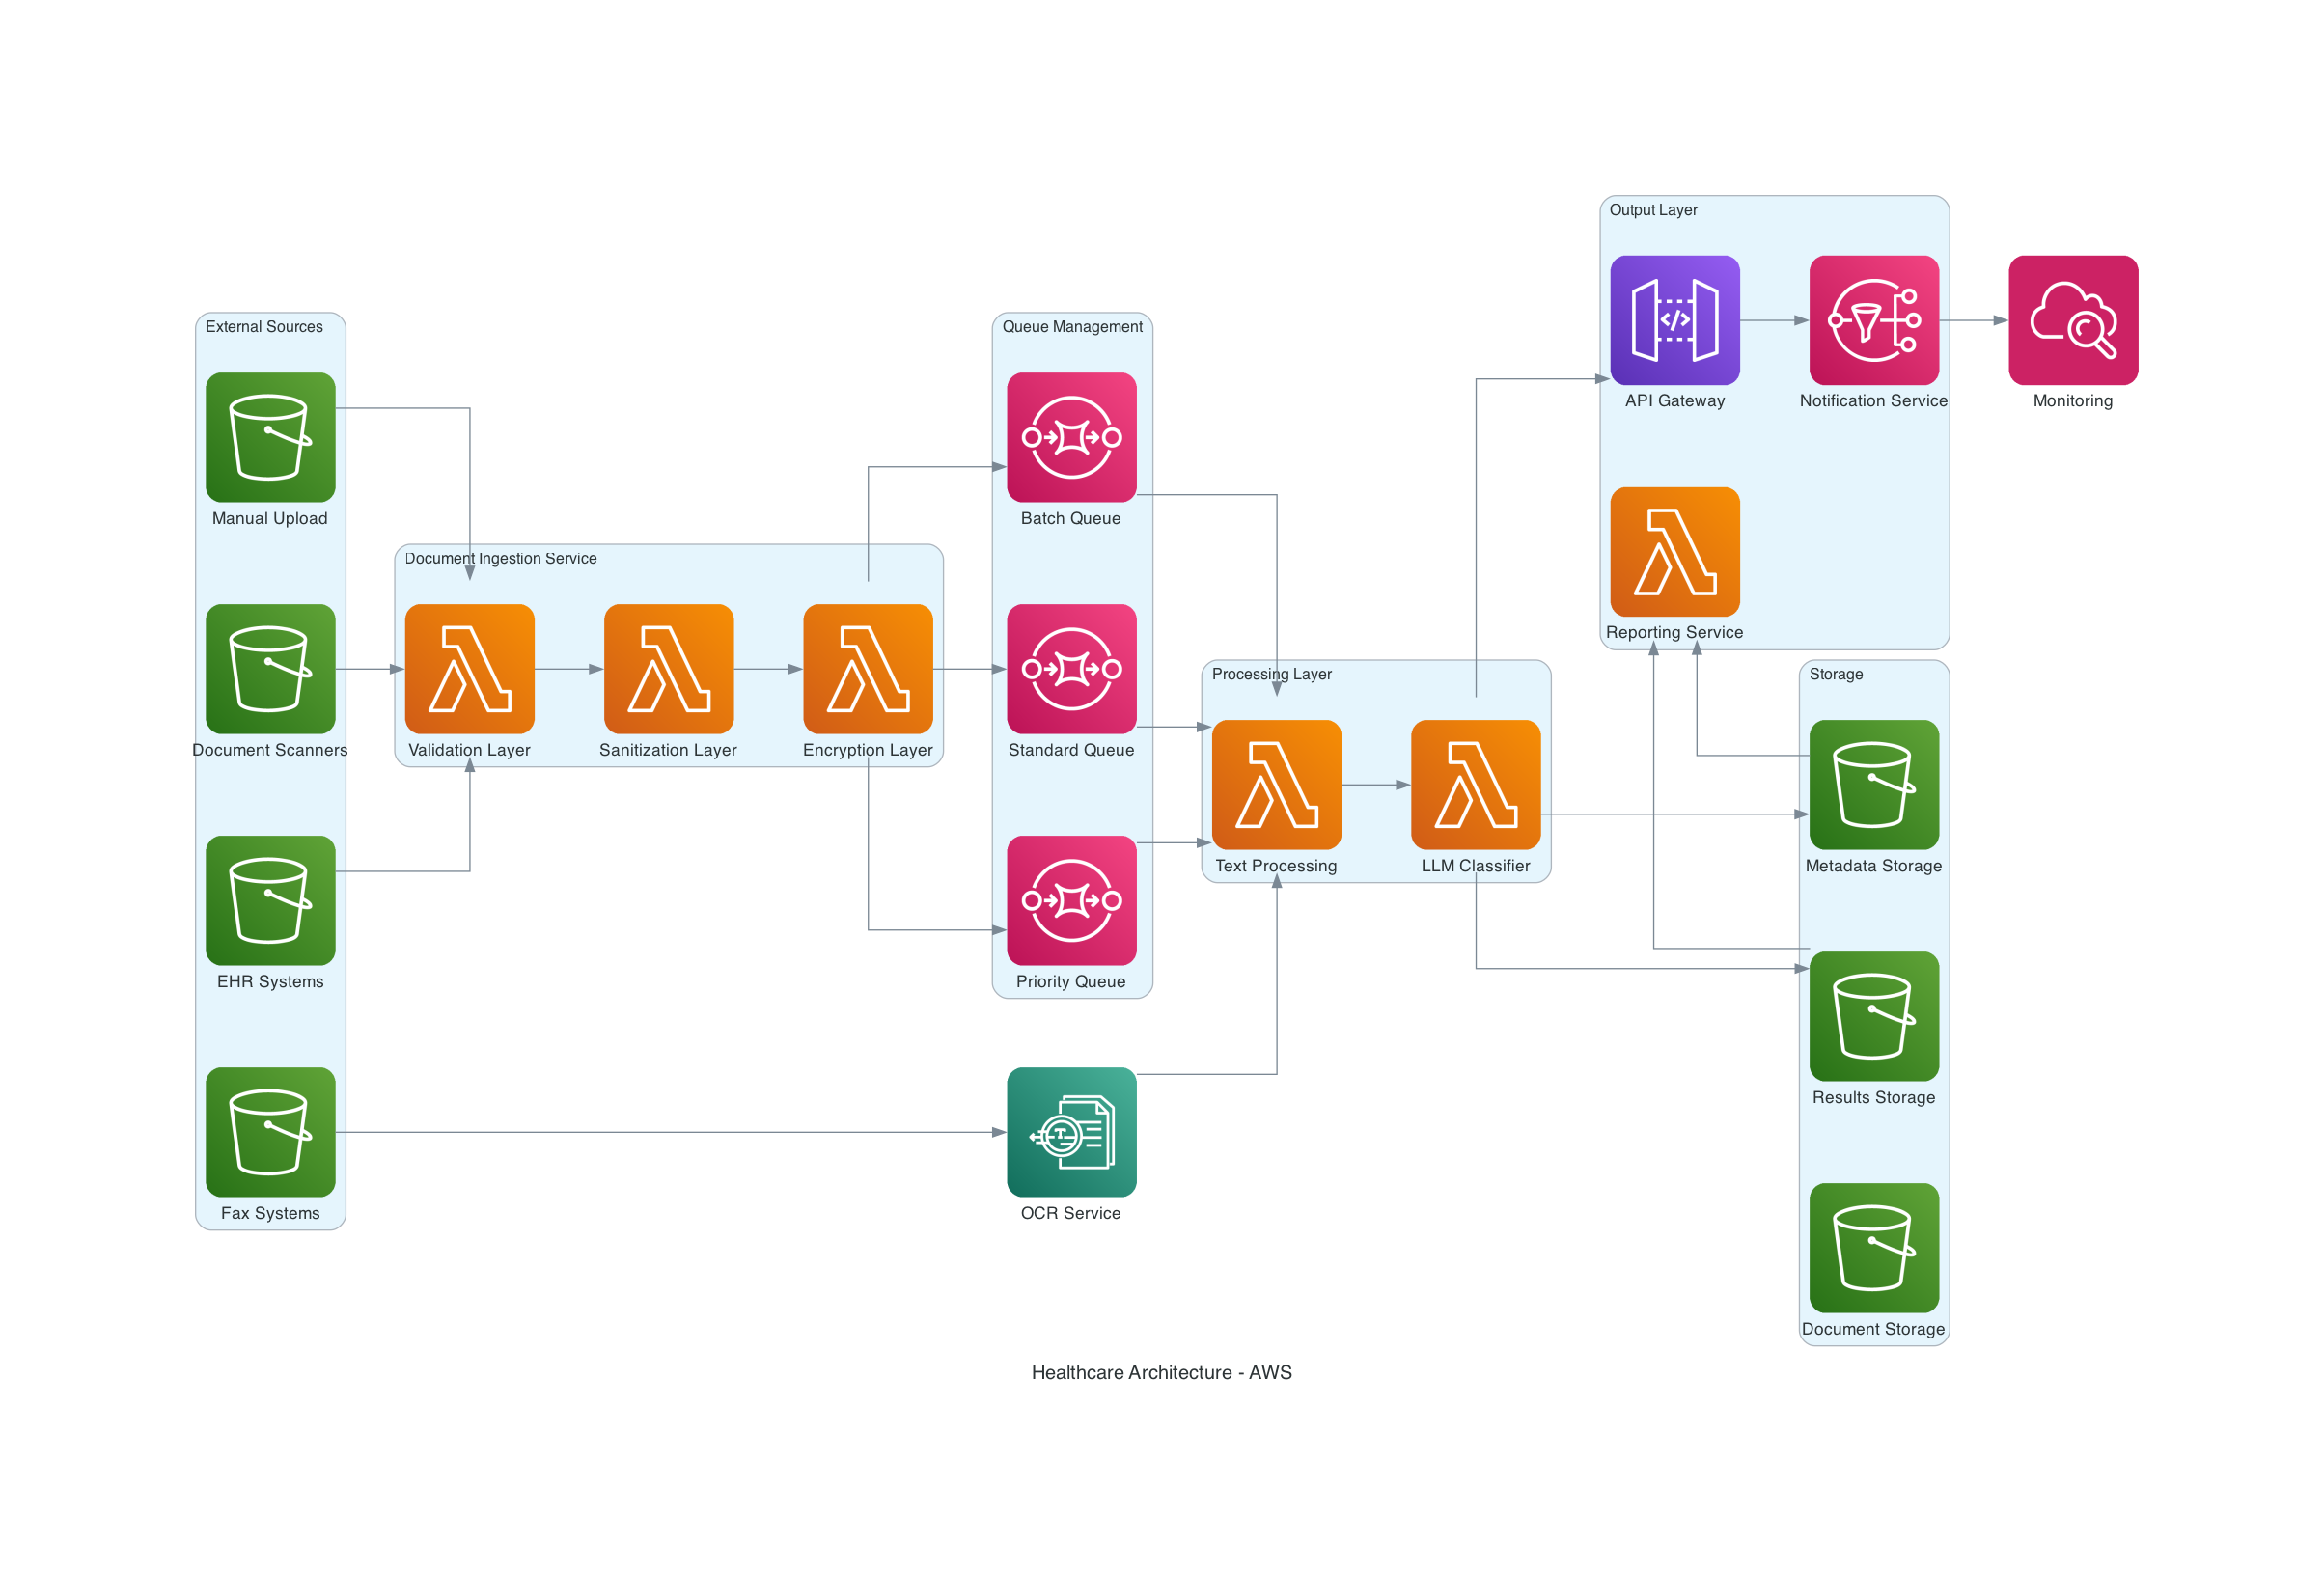 External Sources
Manual Upload
Document Scanners
EHR Systems
Fax Systems
Document Ingestion Service
Validation Layer
Sanitization Layer
Encryption Layer
Queue Management
Batch Queue
Standard Queue
Priority Queue
OCR Service
Processing Layer
Text Processing
LLM Classifier
Output Layer
API Gateway
Notification Service
Reporting Service
Monitoring
Storage
Metadata Storage
Results Storage
Document Storage
Healthcare Architecture - AWS